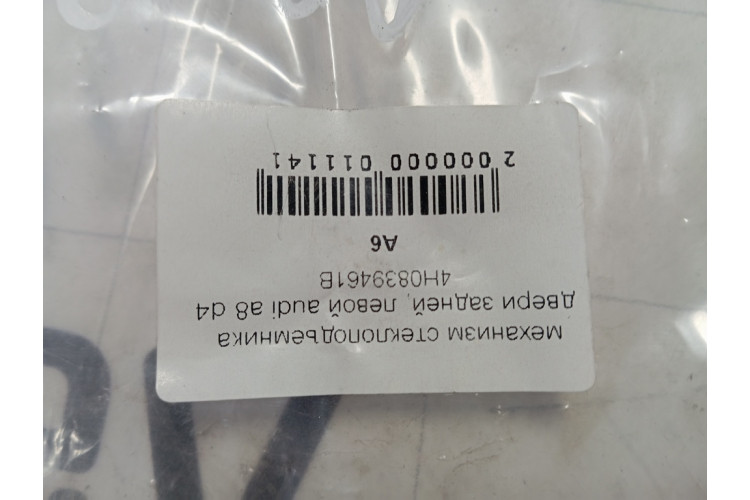 механизм стеклоподъемника
двери задней, левой audi a8 d4
4H0839461B
A6
2 000000 011141